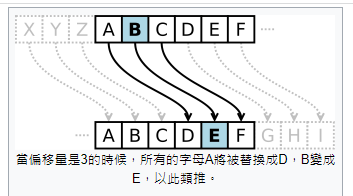 X Y Z A B C D E F ....
.... A B C D E F G H I
當偏移量是3的時候，所有的字母A將被替換成D，B變成
E，以此類推。